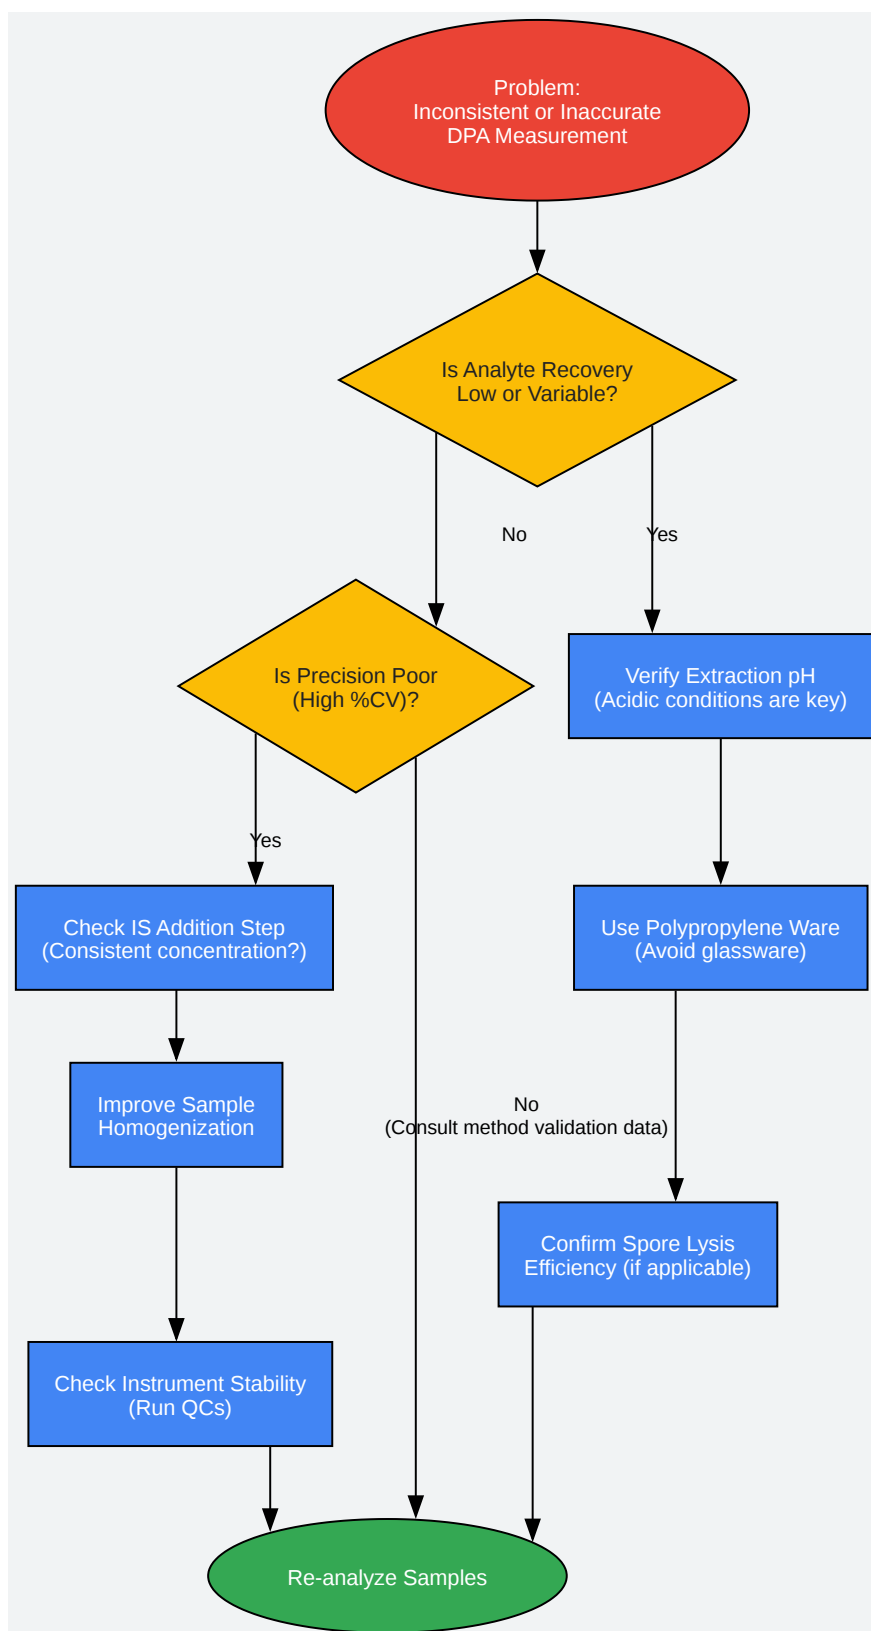 Problem:
Inconsistent or Inaccurate
DPA Measurement
Is Analyte Recovery
Low or Variable?
No
Yes
Is Precision Poor
(High %CV)?
Verify Extraction pH
(Acidic conditions are key)
Yes
Check IS Addition Step
(Consistent concentration?)
Use Polypropylene Ware
(Avoid glassware)
Improve Sample
Homogenization
No
(Consult method validation data)
Confirm Spore Lysis
Efficiency (if applicable)
Check Instrument Stability
(Run QCs)
Re-analyze Samples